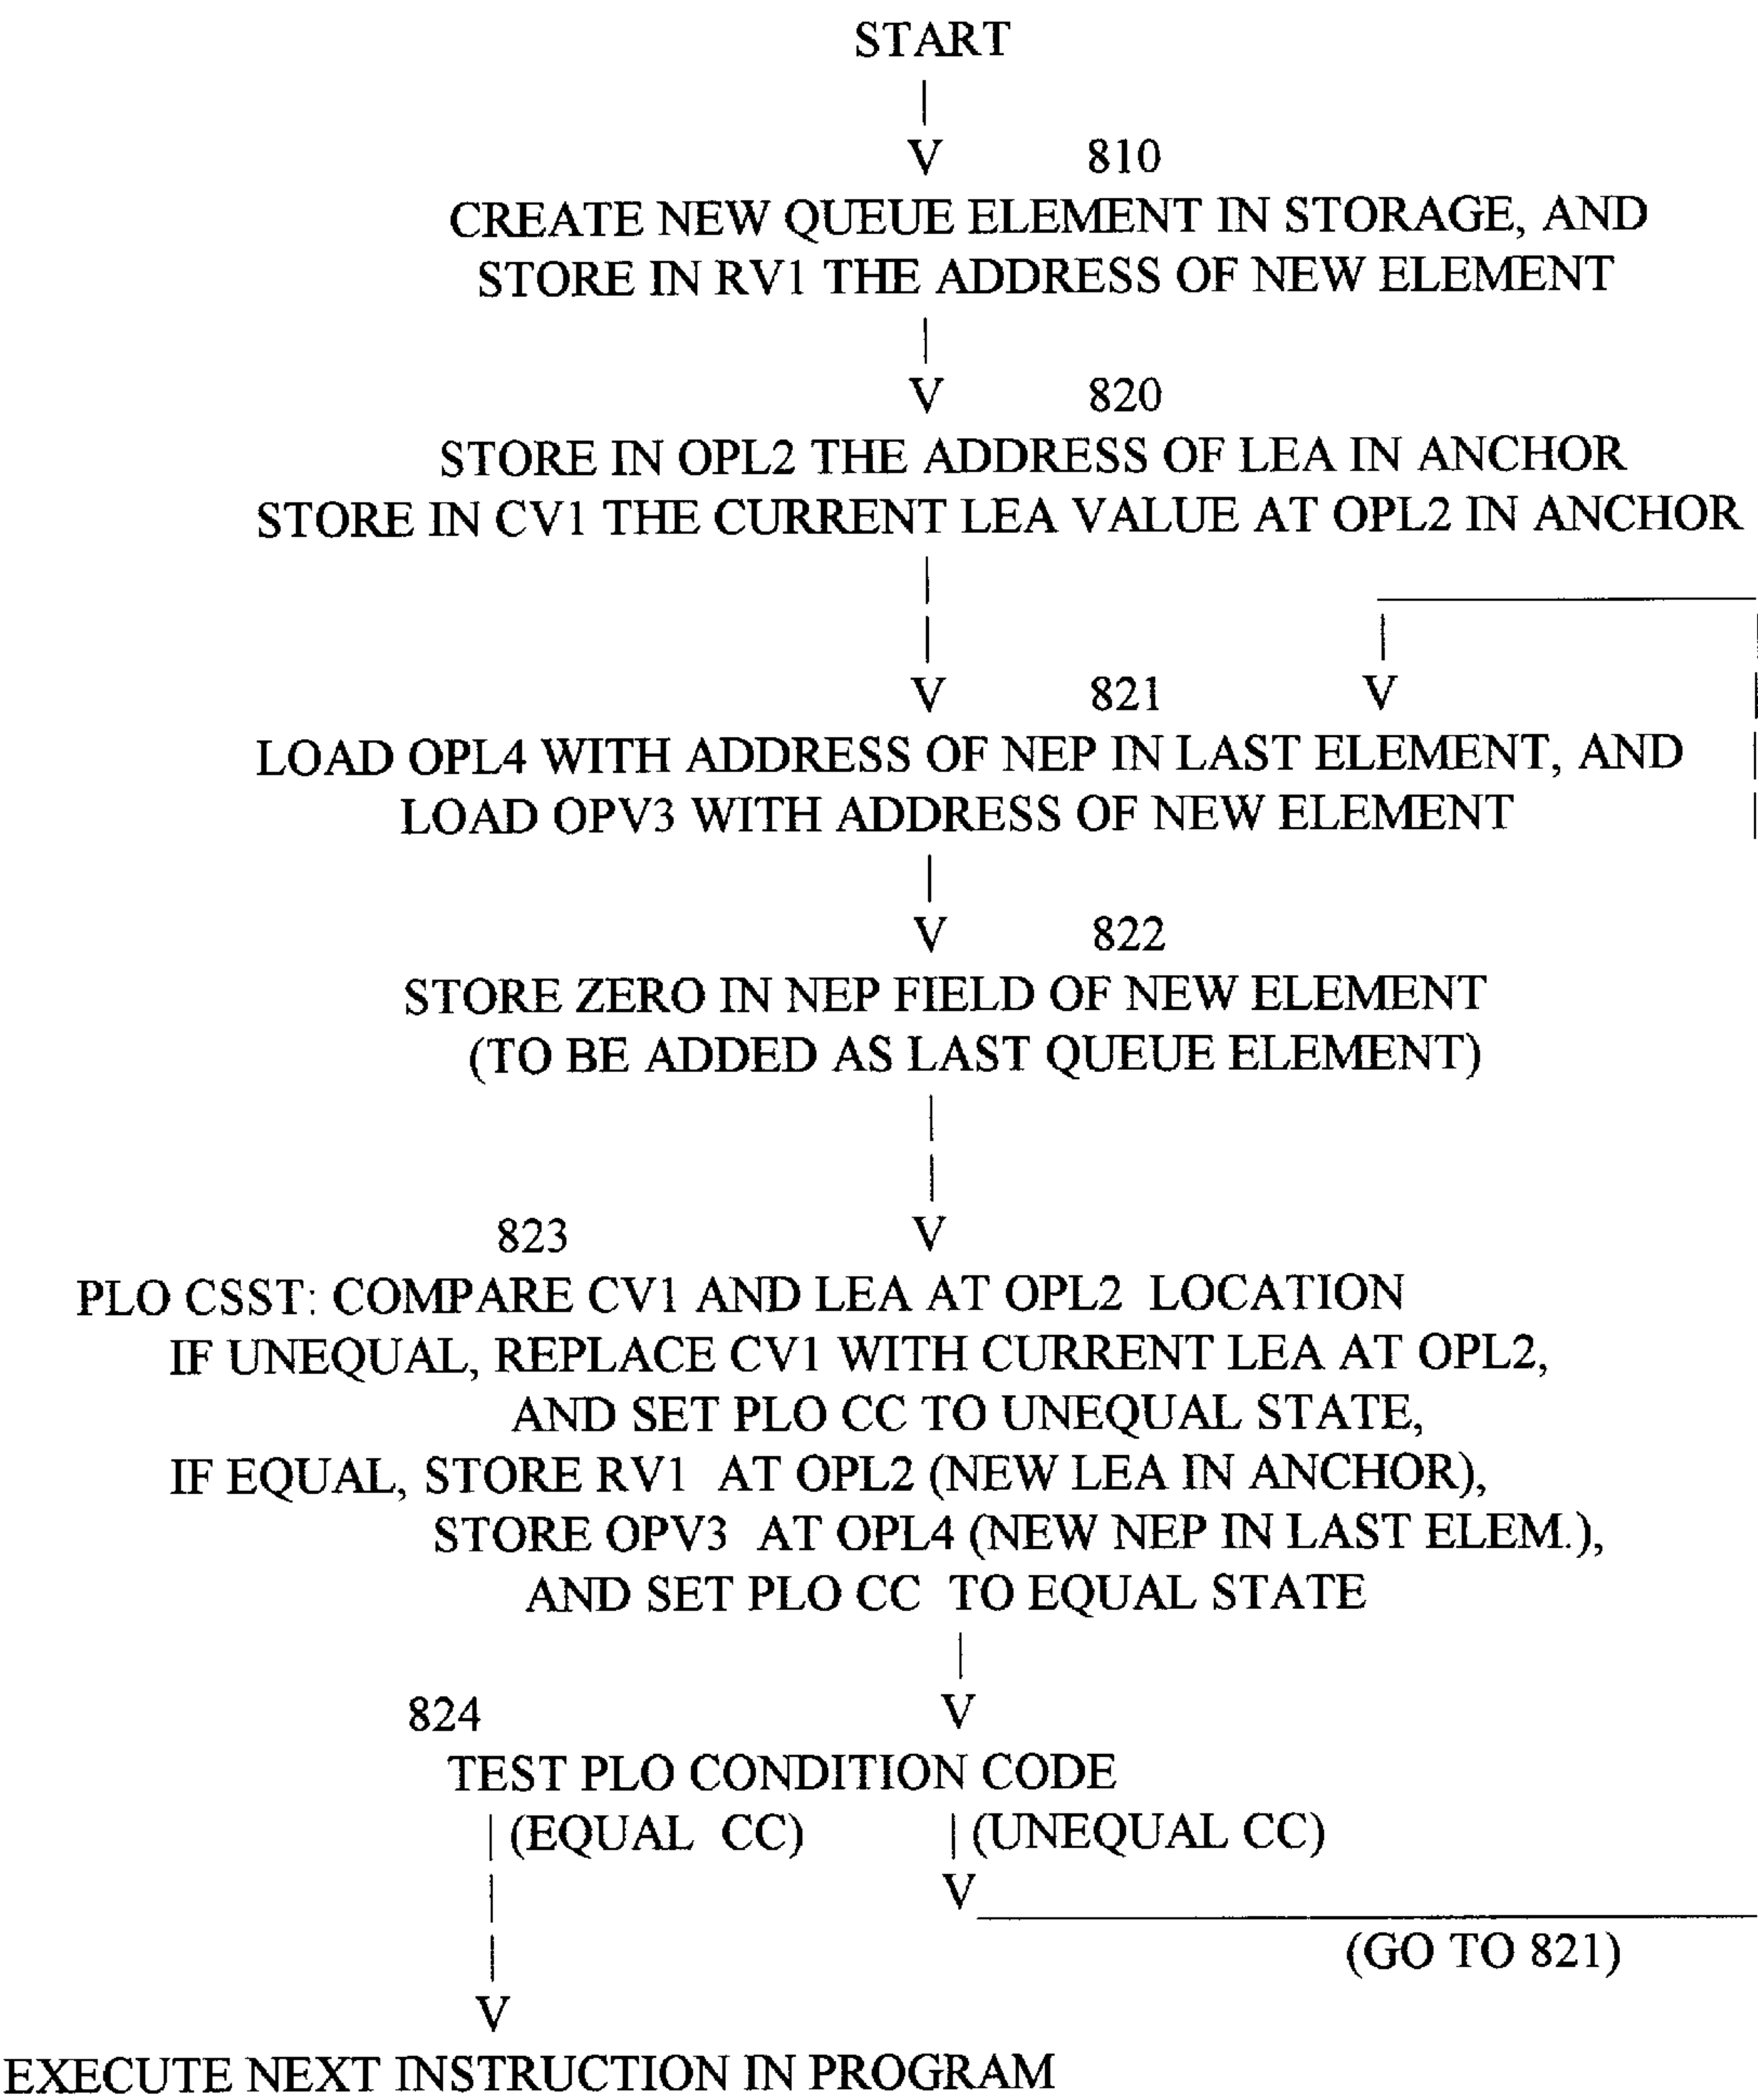 START
V 810
CREATE NEW QUEUE ELEMENT IN STORAGE, AND
STORE IN RV1 THE ADDRESS OF NEW ELEMENT
V 820
STORE IN OPL2 THE ADDRESS OF LEA IN ANCHOR
STORE IN CV1 THE CURRENT LEA VALUE AT OPL2 IN ANCHOR
V 821 V
LOAD OPL4 WITH ADDRESS OF NEP IN LAST ELEMENT, AND
LOAD OPV3 WITH ADDRESS OF NEW ELEMENT
V 822
STORE ZERO IN NEP FIELD OF NEW ELEMENT
(TO BE ADDED AS LAST QUEUE ELEMENT)
823 V
PLO CSST: COMPARE CV1 AND LEA AT OPL2 LOCATION
IF UNEQUAL, REPLACE CV1 WITH CURRENT LEA AT OPL2,
AND SET PLO CC TO UNEQUAL STATE,
IF EQUAL, STORE RV1 AT OPL2 (NEW LEA IN ANCHOR),
STORE OPV3 AT OPL4 (NEW NEP IN LAST ELEM.),
AND SET PLO CC TO EQUAL STATE
824 V
TEST PLO CONDITION CODE
(EQUAL CC) (UNEQUAL CC)
V
(GO TO 821)
V
EXECUTE NEXT INSTRUCTION IN PROGRAM